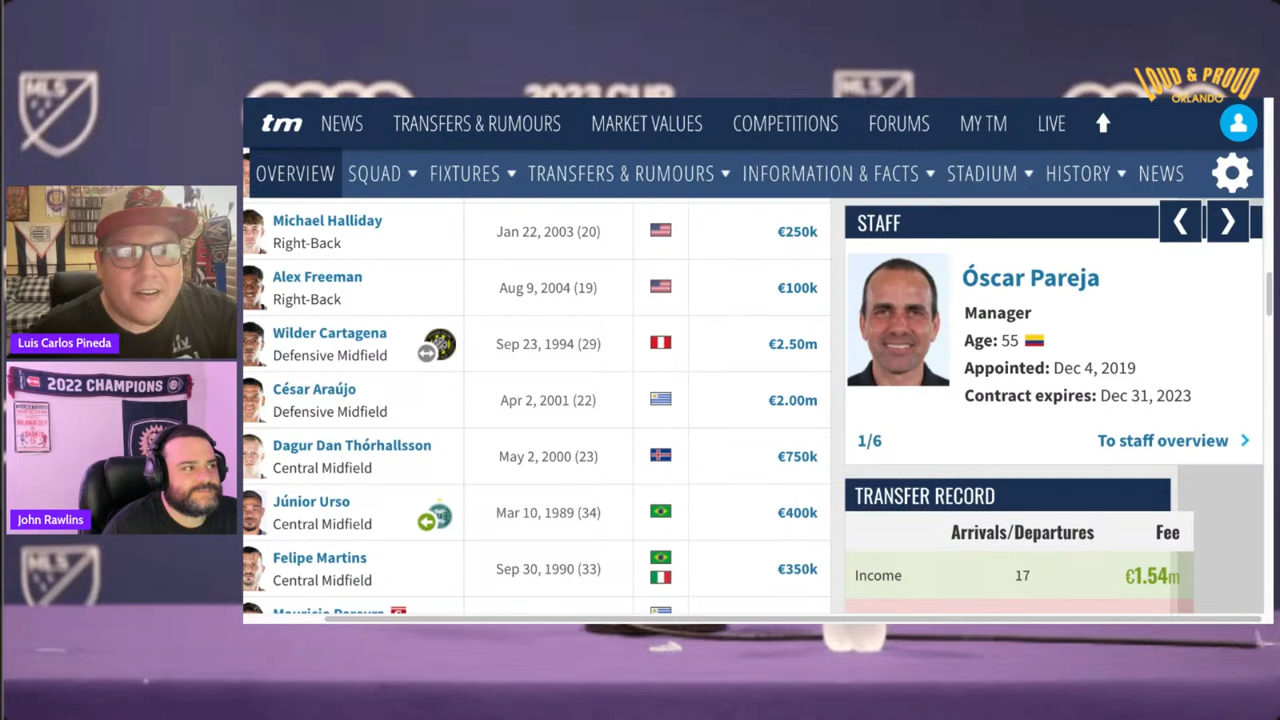 MLS
2023 CUP
MLS
LOUD & PROUD
ORLANDO
tm NEWS TRANSFERS & RUMOURS MARKET VALUES COMPETITIONS FORUMS MY TM LIVE
OVERVIEW SQUAD FIXTURES TRANSFERS & RUMOURS INFORMATION & FACTS STADIUM HISTORY NEWS
Michael Halliday
Right-Back
Jan 22, 2003 (20)
€250k
Alex Freeman
Right-Back
Aug 9, 2004 (19)
€100k
Wilder Cartagena
Defensive Midfield
Sep 23, 1994 (29)
€2.50m
César Araújo
Defensive Midfield
Apr 2, 2001 (22)
€2.00m
Dagur Dan Thórhallsson
Central Midfield
May 2, 2000 (23)
€750k
Júnior Urso
Central Midfield
Mar 10, 1989 (34)
€400k
Felipe Martins
Central Midfield
Sep 30, 1990 (33)
€350k
STAFF
Óscar Pareja
Manager
Age: 55
Appointed: Dec 4, 2019
Contract expires: Dec 31, 2023
1/6
To staff overview
TRANSFER RECORD
Arrivals/Departures Fee
Income 17 €1.54m
Luis Carlos Pineda
2022 CHAMPIONS
John Rawlins
MLS